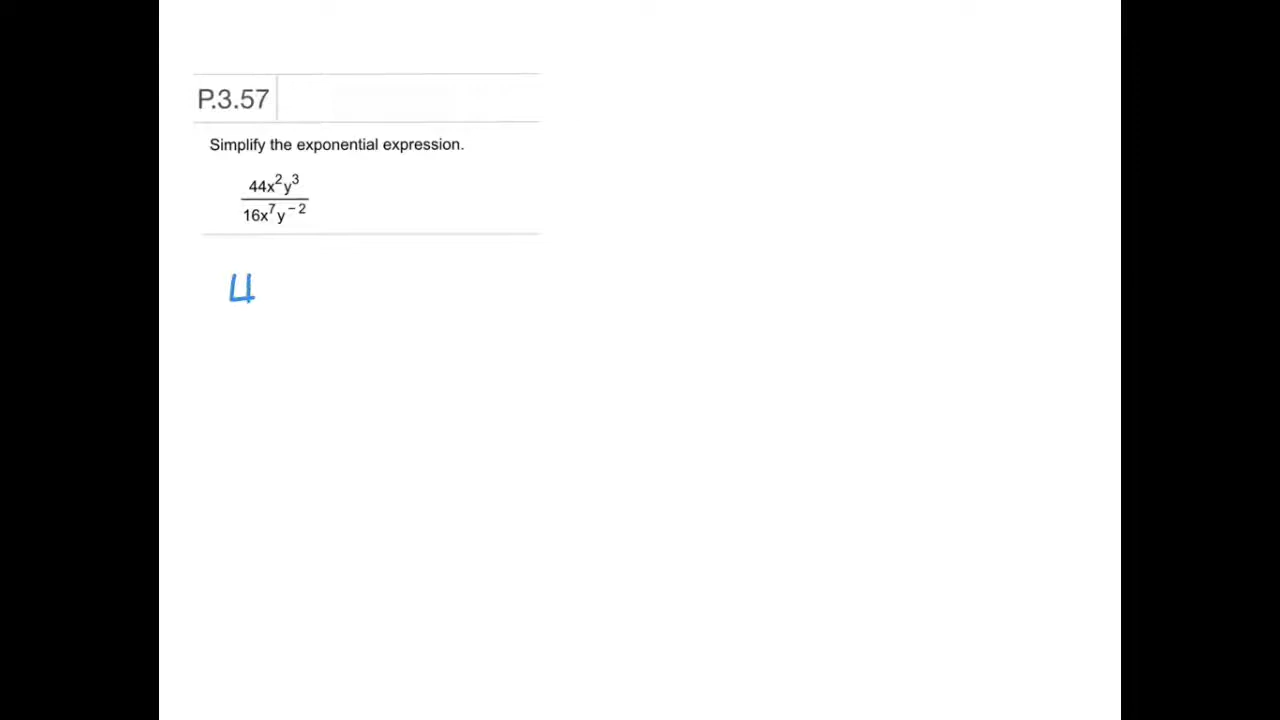 P.3.57
Simplify the exponential expression.
44x²y³
16x⁷y⁻²
4